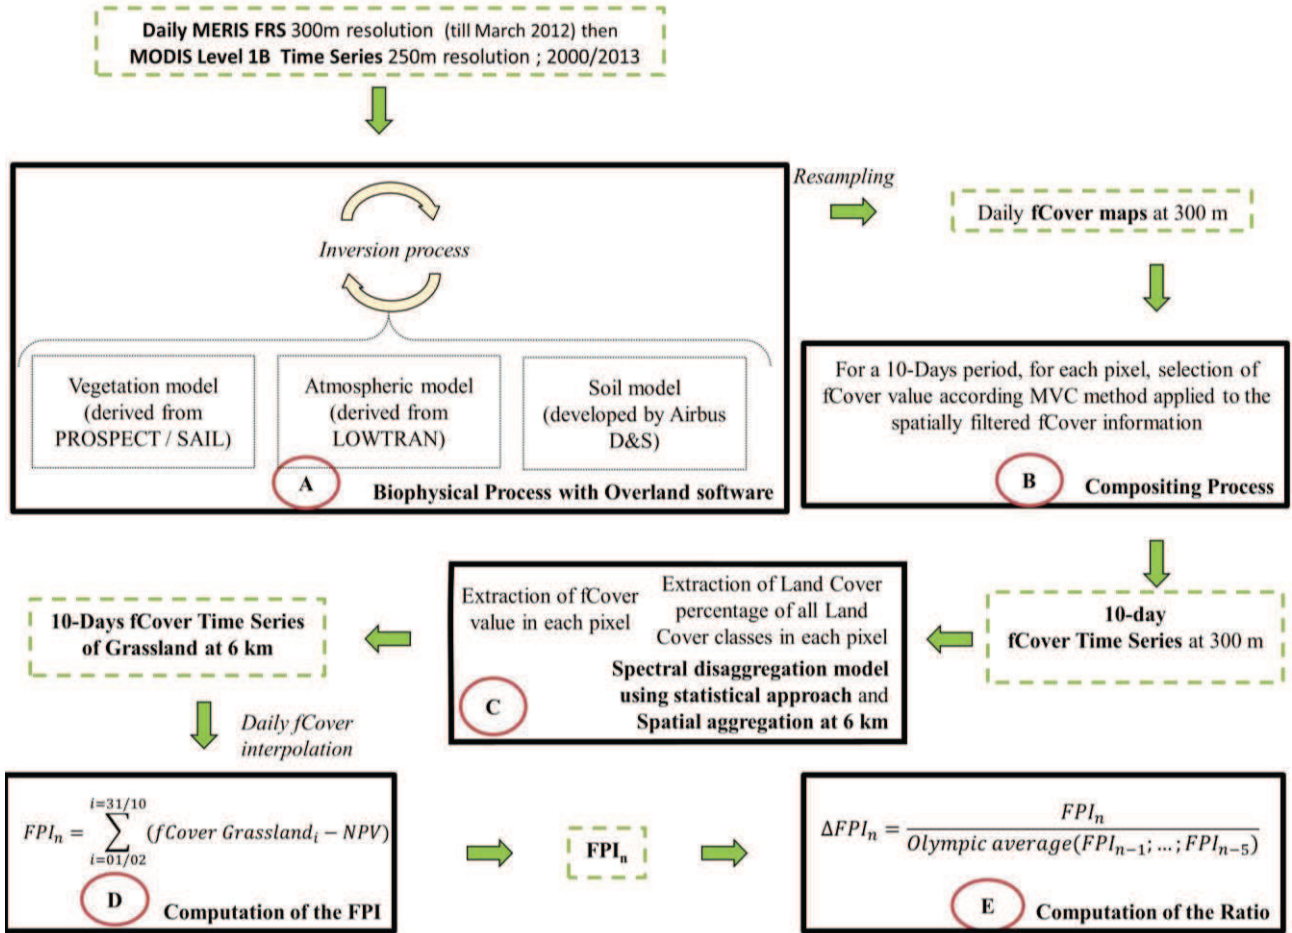 Daily MERIS FRS 300m resolution (till March 2012) then
MODIS Level 1B Time Series 250m resolution ; 2000/2013
Inversion process
Vegetation model
(derived from
PROSPECT / SAIL)
Atmospheric model
(derived from
LOWTRAN)
Soil model
(developed by Airbus
D&S)
A
Biophysical Process with Overland software
Resampling
Daily fCover maps at 300 m
For a 10-Days period, for each pixel, selection of
fCover value according MVC method applied to the
spatially filtered fCover information
B
Compositing Process
10-day
fCover Time Series at 300 m
Extraction of fCover
value in each pixel
Extraction of Land Cover
percentage of all Land
Cover classes in each pixel
Spectral disaggregation model
using statistical approach and
Spatial aggregation at 6 km
C
10-Days fCover Time Series
of Grassland at 6 km
Daily fCover
interpolation
i=31/10
FPIₙ = ∑ (fCover Grasslandᵢ − NPV)
i=01/02
D
Computation of the FPI
FPIₙ
FPIₙ
ΔFPIₙ =
Olympic average(FPIₙ₋₁; … ; FPIₙ₋₅)
E
Computation of the Ratio